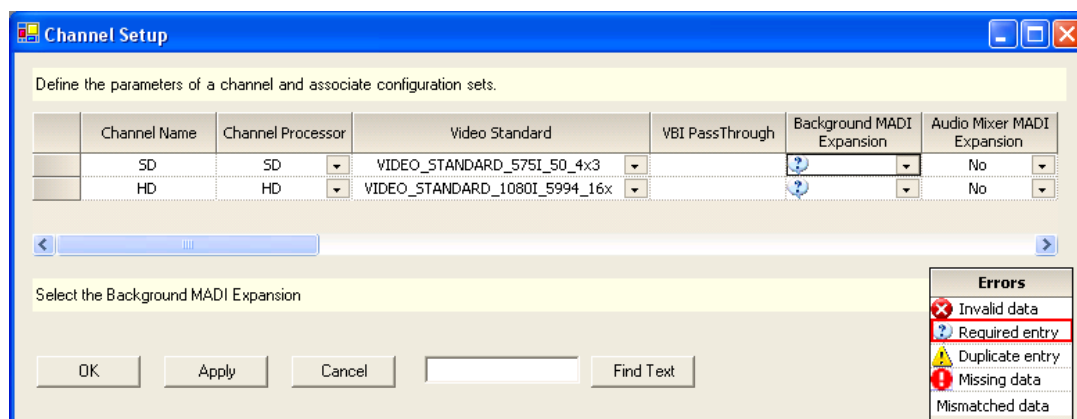 Channel Setup
Define the parameters of a channel and associate configuration sets.
Channel Name Channel Processor Video Standard VBI PassThrough Background MADI Expansion Audio Mixer MADI Expansion
SD SD VIDEO_STANDARD_575I_50_4x3 No
HD HD VIDEO_STANDARD_1080I_5994_16x No
Select the Background MADI Expansion
OK Apply Cancel Find Text
Errors
Invalid data
Required entry
Duplicate entry
Missing data
Mismatched data